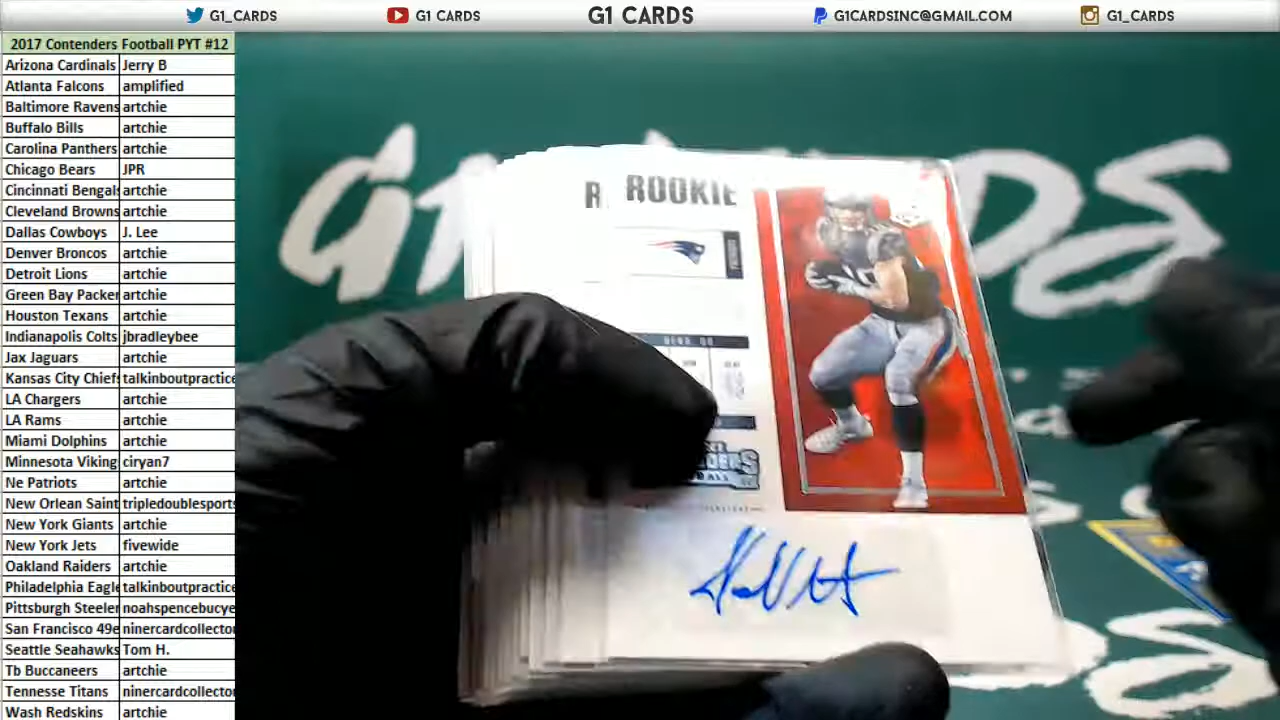 G1_CARDS G1 CARDS G1 CARDS G1CARDSINC@GMAIL.COM G1_CARDS
2017 Contenders Football PYT #12
Arizona Cardinals Jerry B
Atlanta Falcons amplified
Baltimore Ravens artchie
Buffalo Bills artchie
Carolina Panthers artchie
Chicago Bears JPR
Cincinnati Bengals artchie
Cleveland Browns artchie
Dallas Cowboys J. Lee
Denver Broncos artchie
Detroit Lions artchie
Green Bay Packer artchie
Houston Texans artchie
Indianapolis Colts jbradleybee
Jax Jaguars artchie
Kansas City Chiefs talkinboutpractice
LA Chargers artchie
LA Rams artchie
Miami Dolphins artchie
Minnesota Viking ciryan7
Ne Patriots artchie
New Orlean Saint tripledoublesports
New York Giants artchie
New York Jets fivewide
Oakland Raiders artchie
Philadelphia Eagle talkinboutpractice
Pittsburgh Steeler noahspencebucye
San Francisco 49e ninercardcollector
Seattle Seahawks Tom H.
Tb Buccaneers artchie
Tennesse Titans ninercardcollector
Wash Redskins artchie
R ROOKIE
PATRIOTS